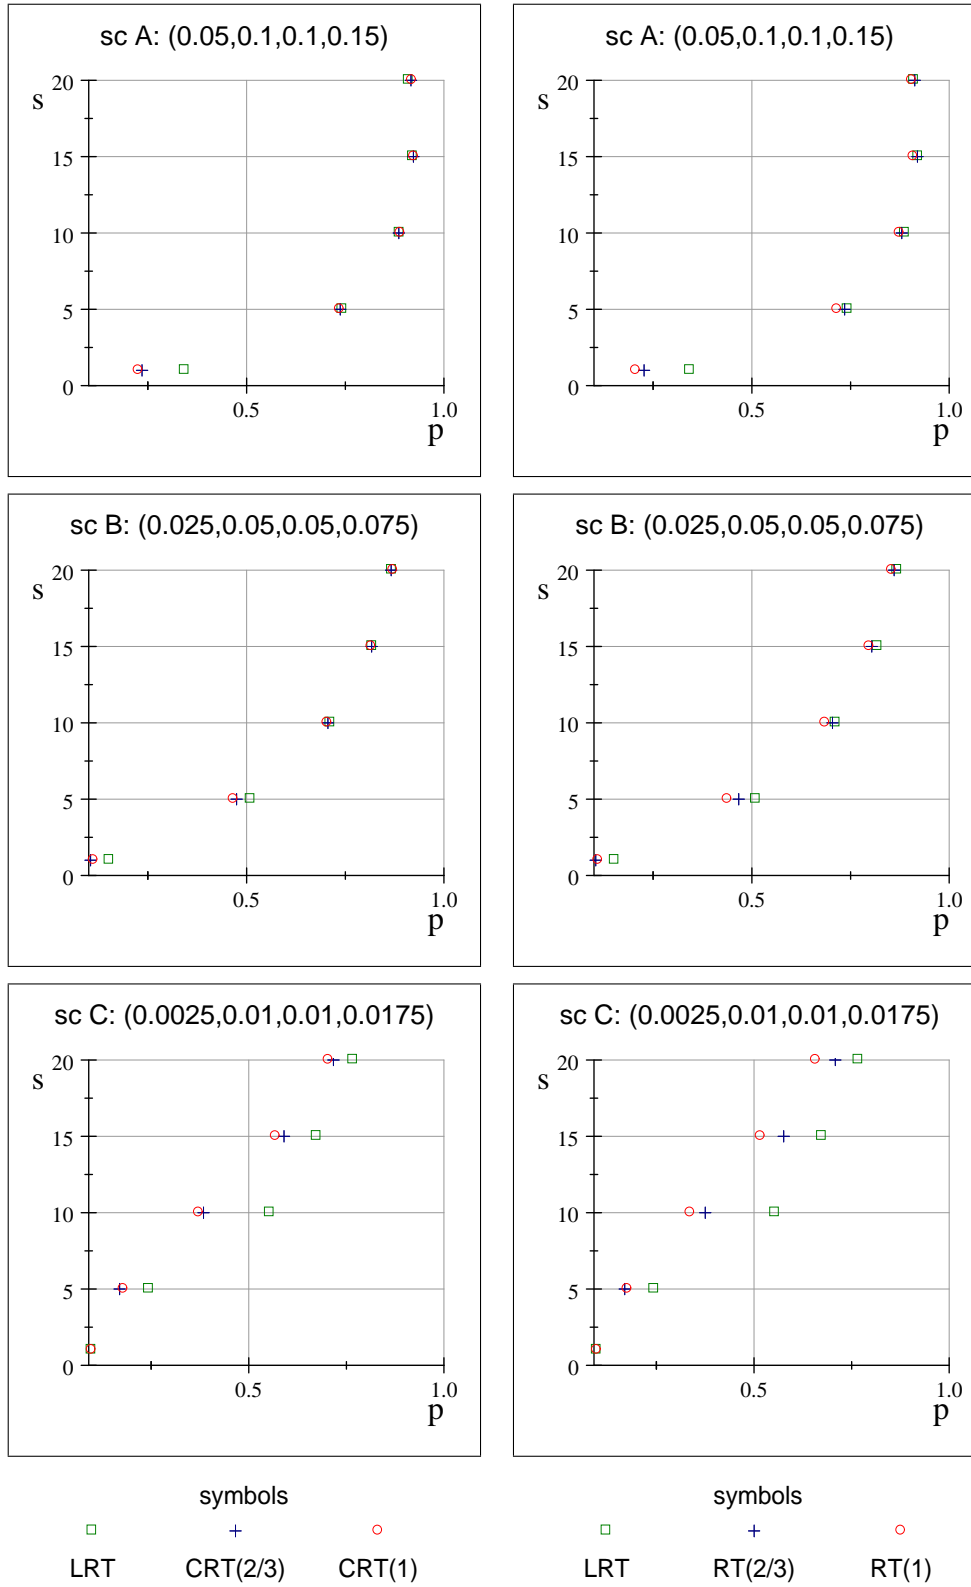 sc A: (0.05,0.1,0.1,0.15)
20
s
15
10
5
0
0.5
1.0
p
sc A: (0.05,0.1,0.1,0.15)
20
s
15
10
5
0
0.5
1.0
p
sc B: (0.025,0.05,0.05,0.075)
20
s
15
10
5
0
0.5
1.0
p
sc B: (0.025,0.05,0.05,0.075)
20
s
15
10
5
0
0.5
1.0
p
sc C: (0.0025,0.01,0.01,0.0175)
20
s
15
10
5
0
0.5
1.0
p
sc C: (0.0025,0.01,0.01,0.0175)
20
s
15
10
5
0
0.5
1.0
p
symbols
LRT CRT(2/3) CRT(1)
symbols
LRT RT(2/3) RT(1)